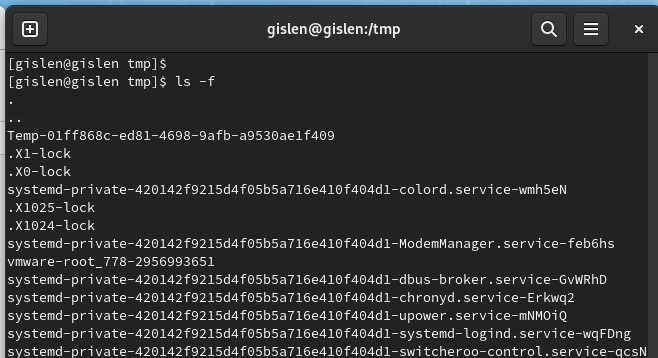 gislen@gislen:/tmp
[gislen@gislen tmp]$
[gislen@gislen tmp]$ ls -f
.
..
Temp-01ff868c-ed81-4698-9afb-a9530ae1f409
.X1-lock
.X0-lock
systemd-private-420142f9215d4f05b5a716e410f404d1-colord.service-wmh5eN
.X1025-lock
.X1024-lock
systemd-private-420142f9215d4f05b5a716e410f404d1-ModemManager.service-feb6hs
vmware-root_778-2956993651
systemd-private-420142f9215d4f05b5a716e410f404d1-dbus-broker.service-GvWRhD
systemd-private-420142f9215d4f05b5a716e410f404d1-chronyd.service-Erkwq2
systemd-private-420142f9215d4f05b5a716e410f404d1-upower.service-mNMOiQ
systemd-private-420142f9215d4f05b5a716e410f404d1-systemd-logind.service-wqFDng
systemd-private-420142f9215d4f05b5a716e410f404d1-switcheroo-control.service-qcsN